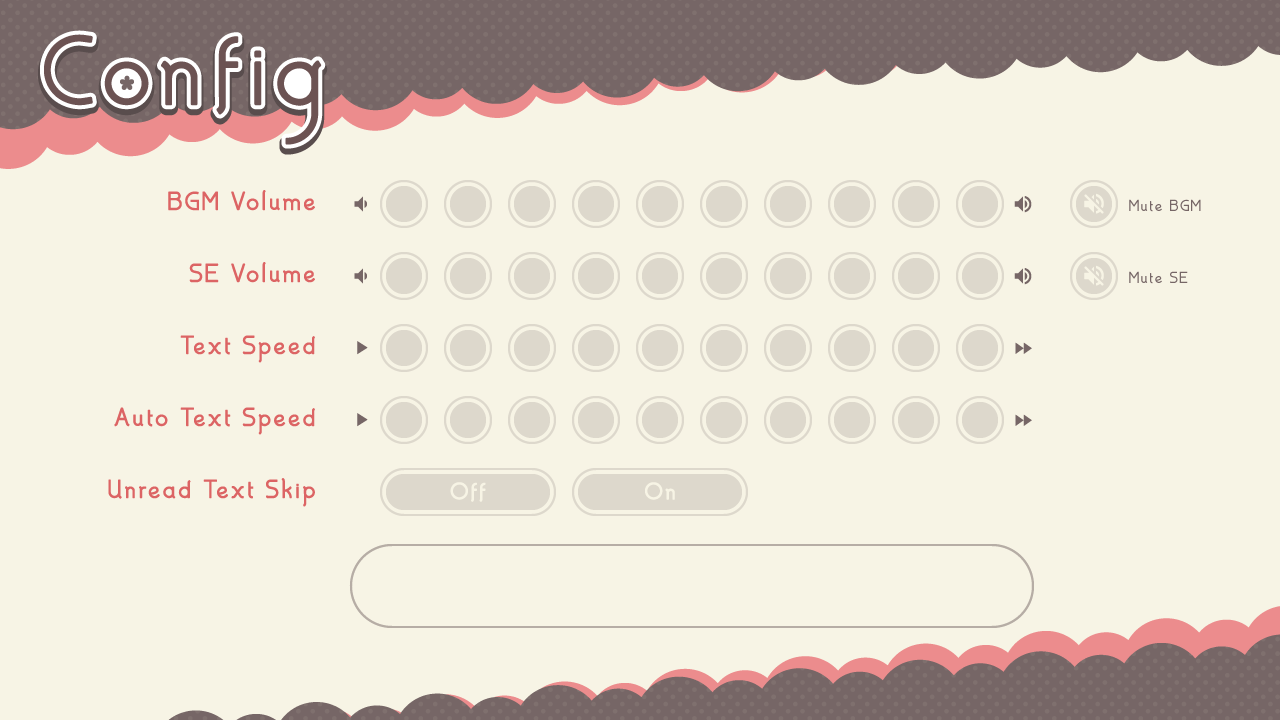 Config
BGM Volume
Mute BGM
SE Volume
Mute SE
Text Speed
Auto Text Speed
Unread Text Skip
Off
On